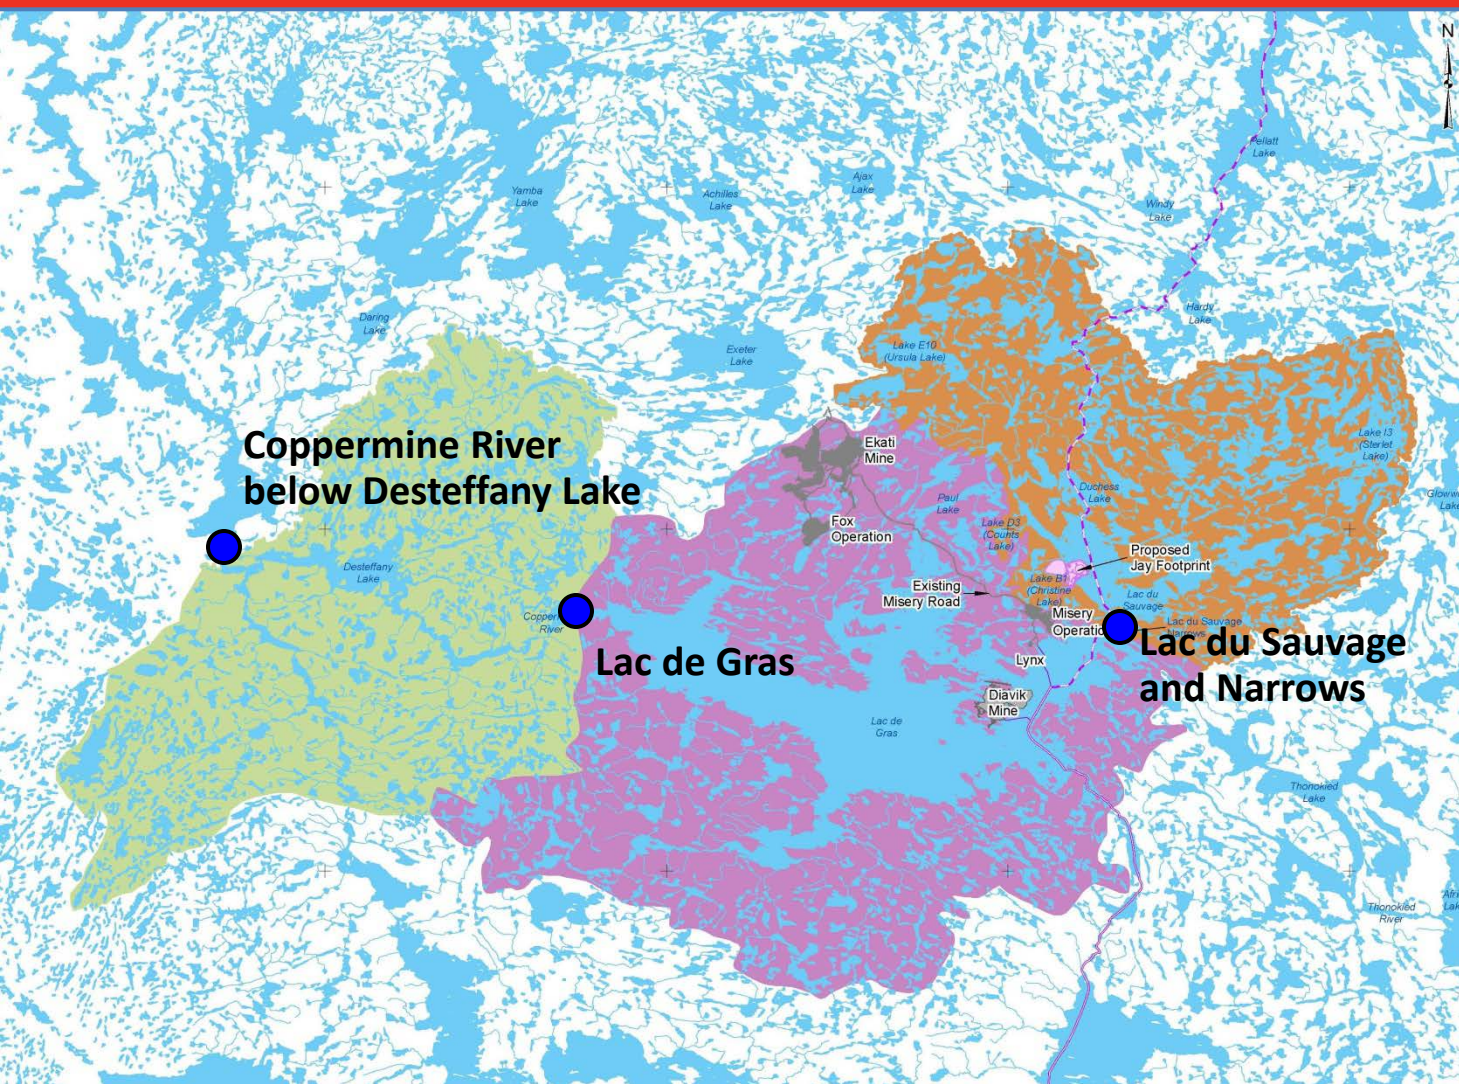 N
Pellatt
Lake
Yamba
Lake
Achilles
Lake
Ajax
Lake
Windy
Lake
Daring
Lake
Hardy
Lake
Exeter
Lake
Lake E10
(Ursula Lake)
Coppermine River
below Desteffany Lake
Ekati
Mine
Lake I3
(Sterlet
Lake)
Paul
Lake
Duchess
Lake
Lake
Fox
Operation
Lake D3
(Counts
Lake)
Proposed
Jay Footprint
Desteffany
Lake
Existing
Misery Road
Lake B1
(Christine
Lake)
Lac du
Sauvage
River
Misery
Operatio
Lac du Sauvage
Narrows
Lac de Gras
Lynx
Lac du Sauvage
and Narrows
Diavik
Mine
Lac de
Gras
Thonokied
Lake
Thonokied
River